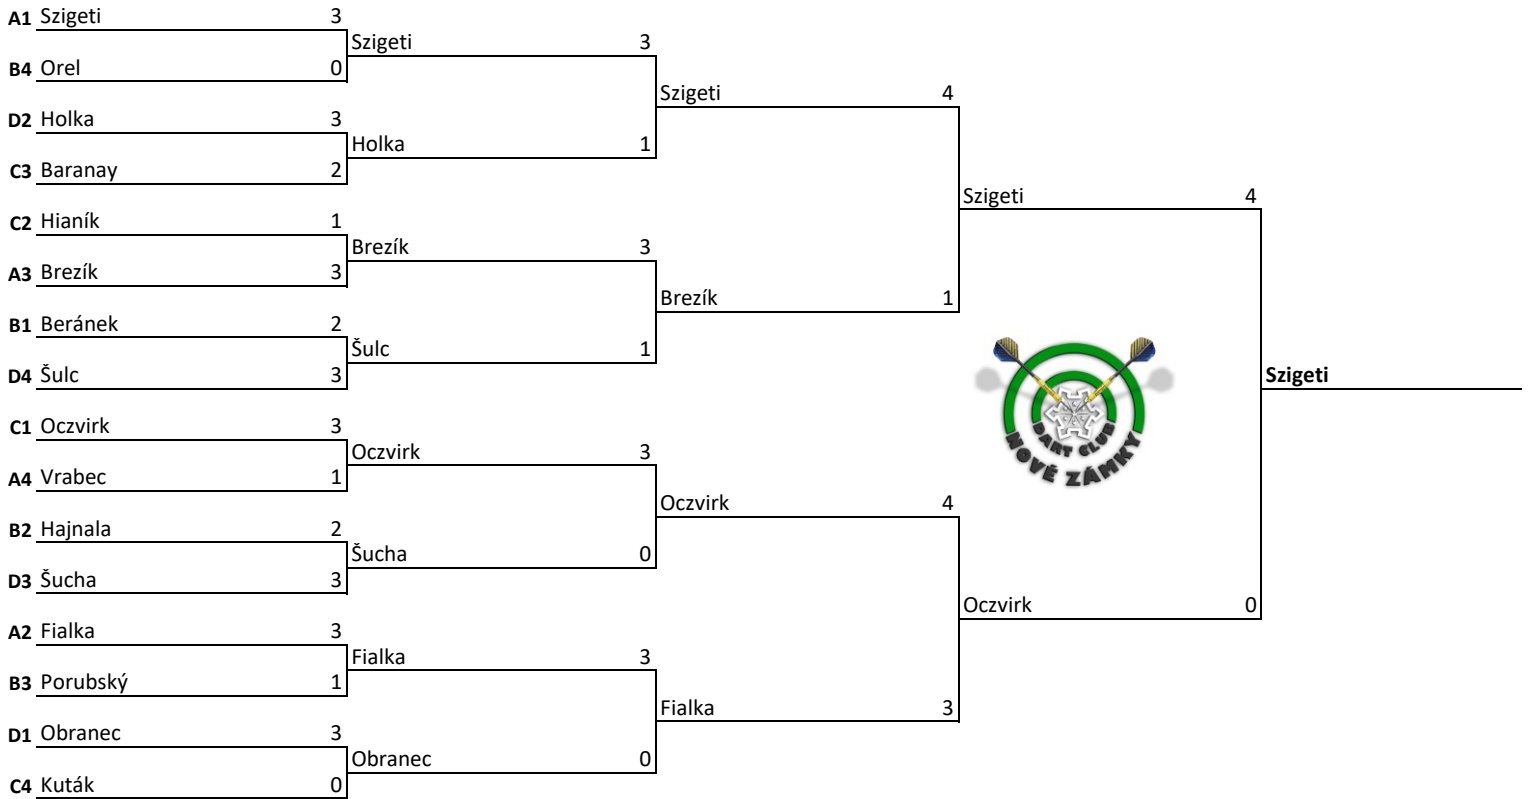 A1 Szigeti 3
Szigeti 3
B4 Orel 0
Szigeti 4
D2 Holka 3
Holka 1
C3 Baranay 2
Szigeti 4
C2 Hianík 1
Brezík 3
A3 Brezík 3
Brezík 1
B1 Beránek 2
Šulc 1
D4 Šulc 3
Szigeti
C1 Oczvirk 3
DART CLUB
NOVÉ ZÁMKY
Oczvirk 3
A4 Vrabec 1
Oczvirk 4
B2 Hajnala 2
Šucha 0
D3 Šucha 3
Oczvirk 0
A2 Fialka 3
Fialka 3
B3 Porubský 1
Fialka 3
D1 Obranec 3
Obranec 0
C4 Kuták 0